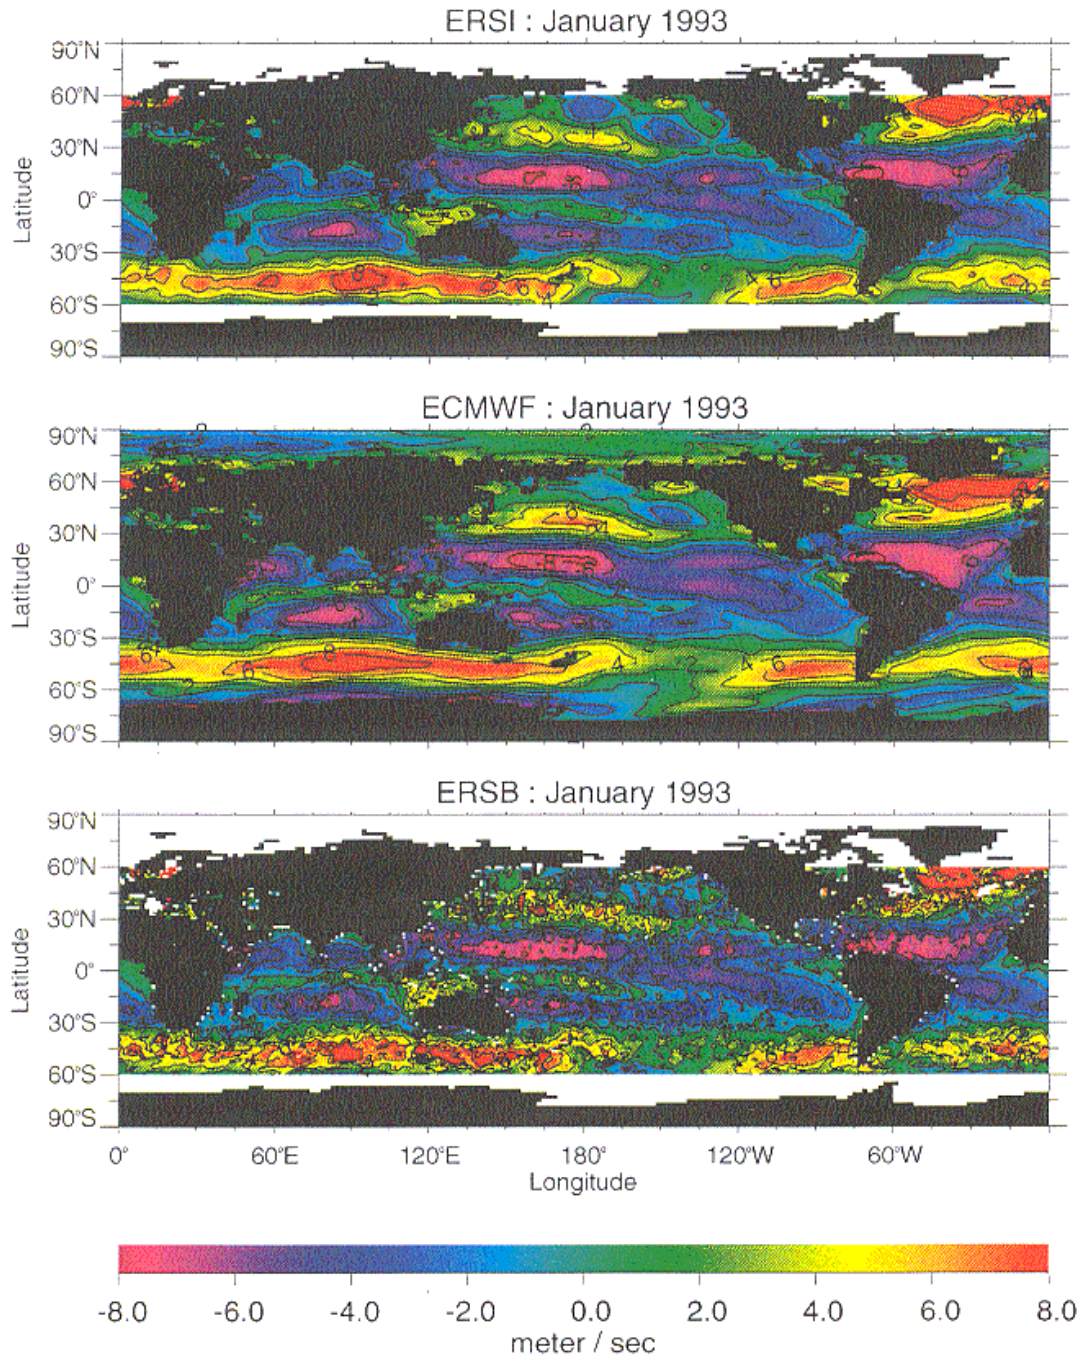 ERSI : January 1993
90°N
60°N
30°N
0°
30°S
60°S
90°S
Latitude
ECMWF : January 1993
90°N
60°N
30°N
0°
30°S
60°S
90°S
Latitude
ERSB : January 1993
90°N
60°N
30°N
0°
30°S
60°S
90°S
Latitude
0° 60°E 120°E 180° 120°W 60°W
Longitude
-8.0 -6.0 -4.0 -2.0 0.0 2.0 4.0 6.0 8.0
meter / sec